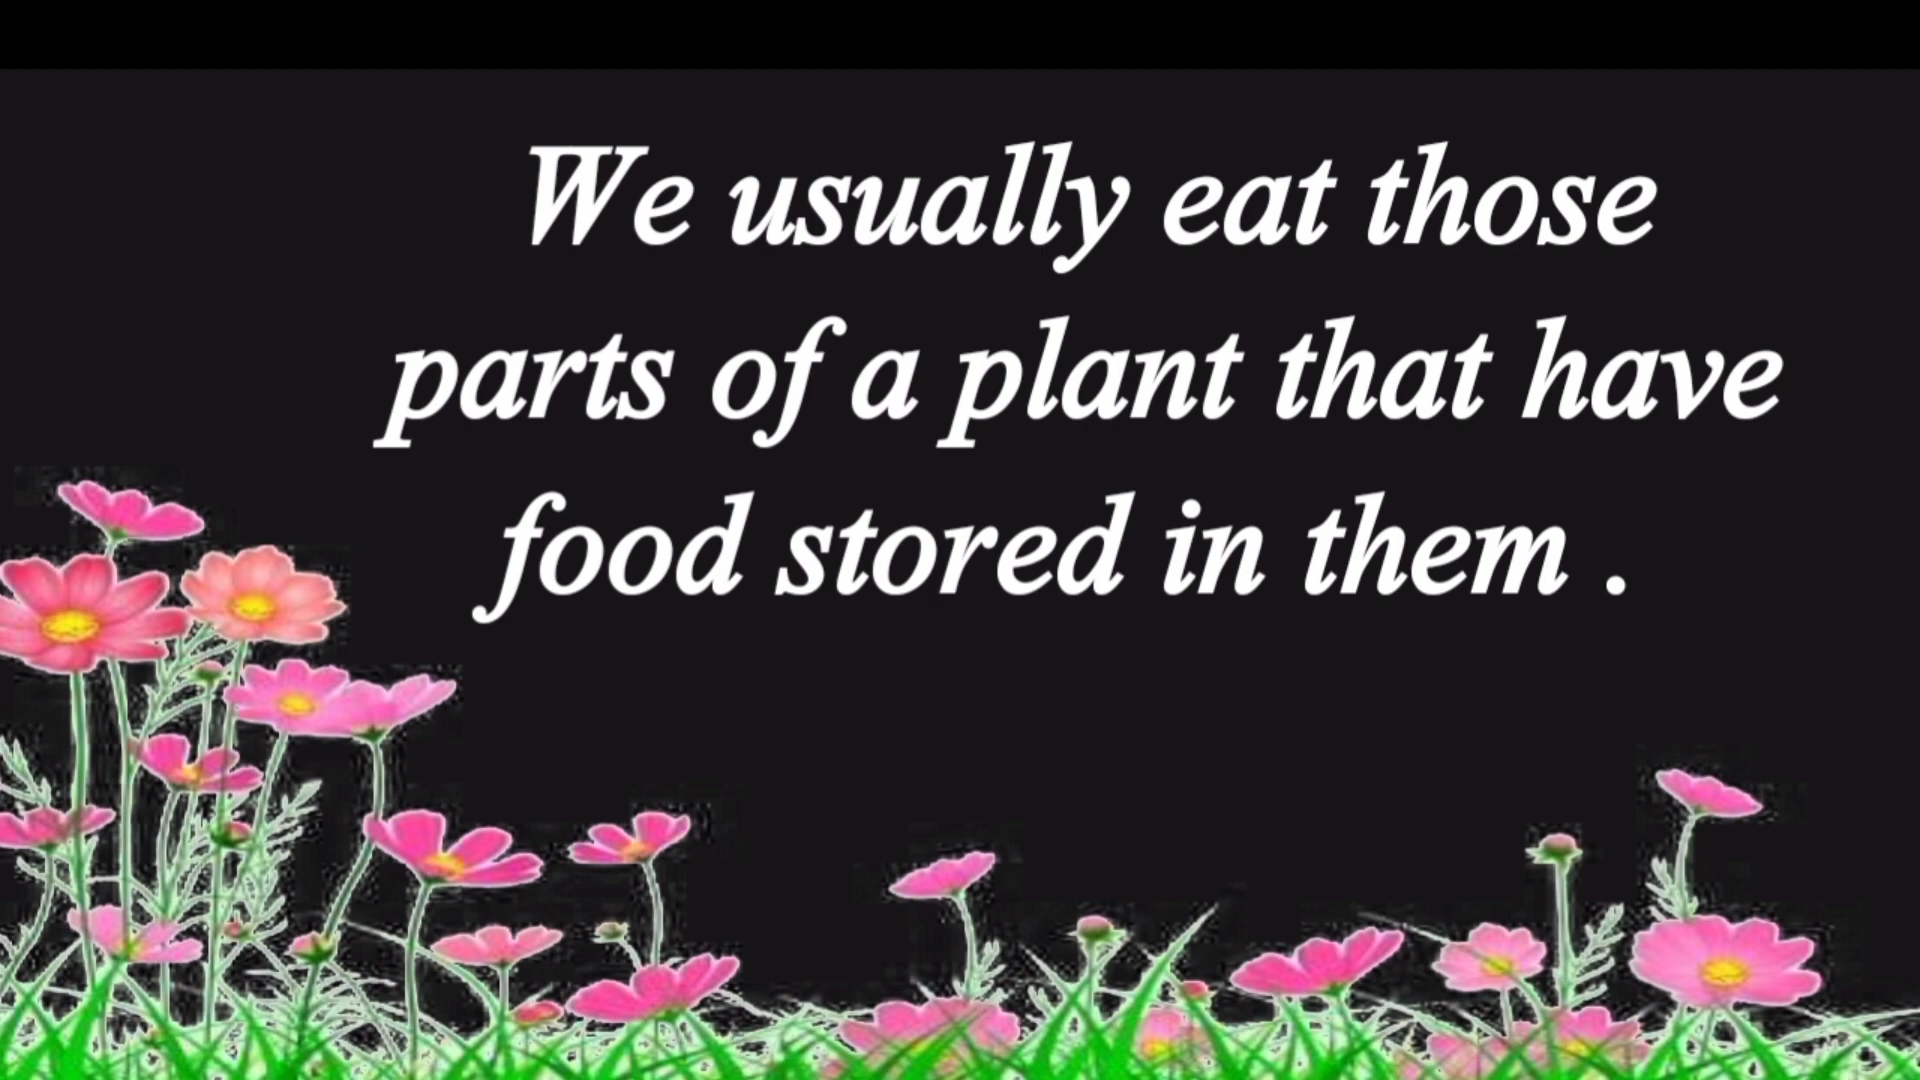 We usually eat those
parts of a plant that have
food stored in them .